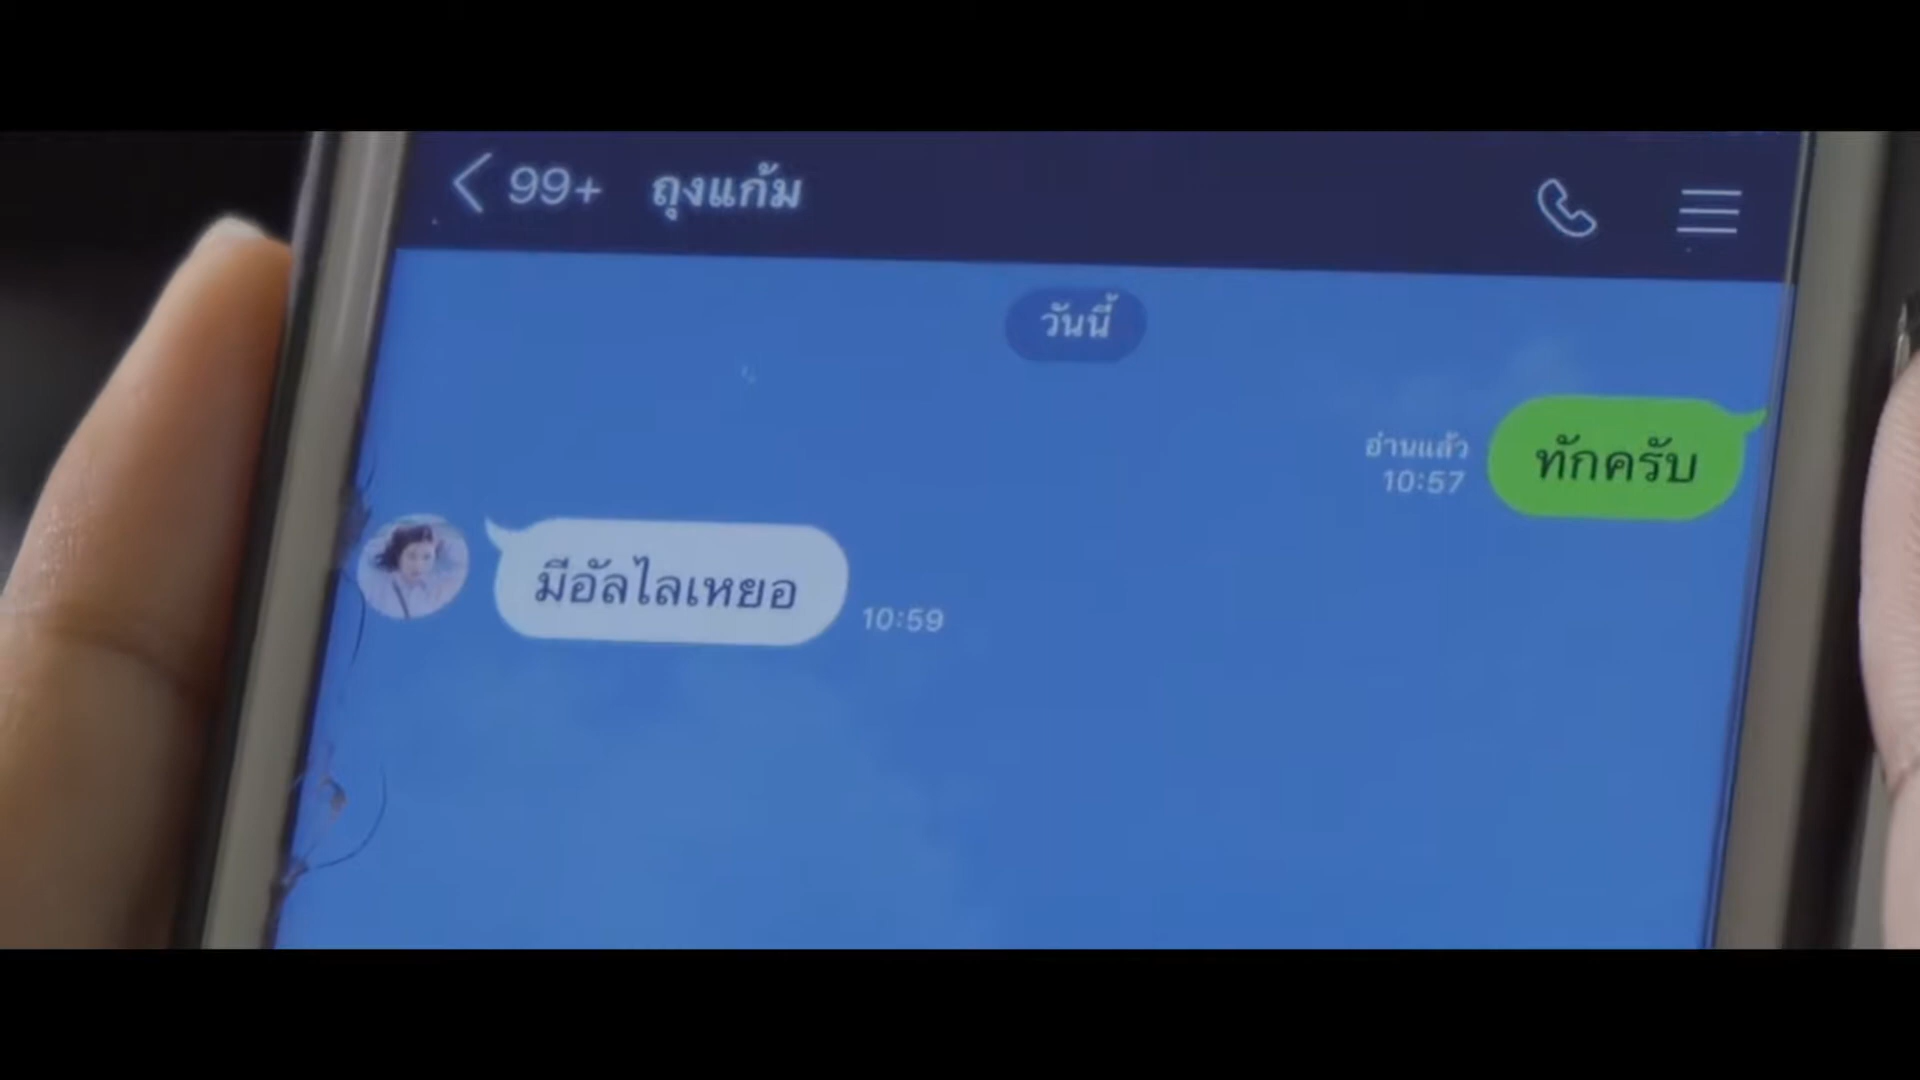 99+ ถุงแก้ม
วันนี้
อ่านแล้ว
10:57
ทักครับ
มีอัลไลเหยอ
10:59